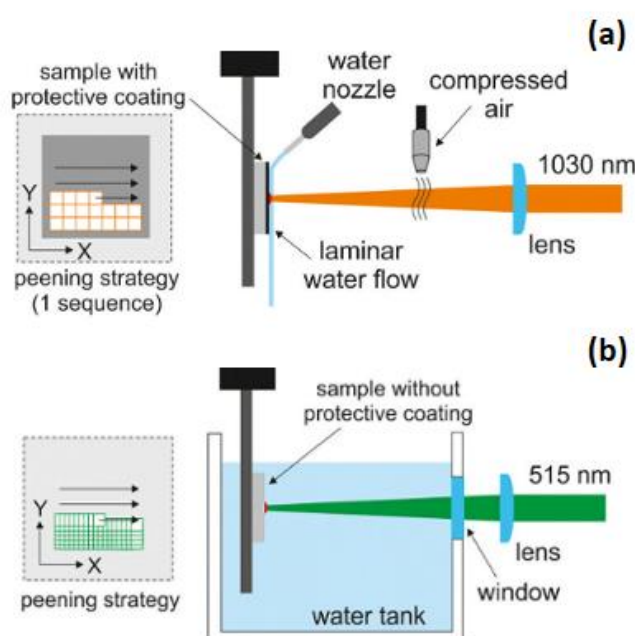 (a)
sample with
protective coating
water
nozzle
compressed
air
1030 nm
Y
X
peening strategy
(1 sequence)
laminar
water flow
lens
(b)
sample without
protective coating
515 nm
Y
X
peening strategy
lens
window
water tank